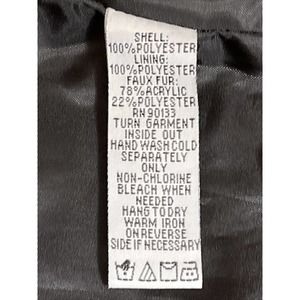 SHELL:
100% POLYESTER
LINING:
100% POLYESTER
FAUX FUR:
78% ACRYLIC
22% POLYESTER
RN 90133
TURN GARMENT
INSIDE OUT
HAND WASH COLD
SEPARATELY
ONLY
NON-CHLORINE
BLEACH WHEN
NEEDED
HANG TO DRY
WARM IRON
ON REVERSE
SIDE IF NECESSARY